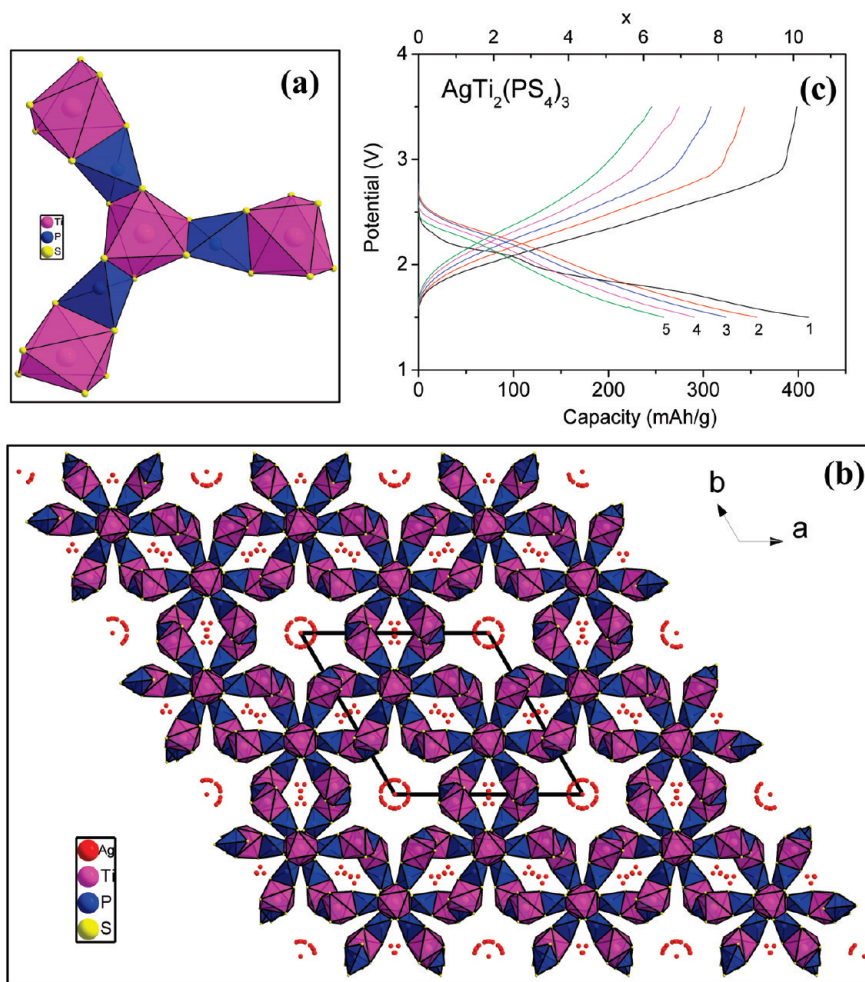 (a)
Ti
P
S
x
0 2 4 6 8 10
(c)
AgTi₂(PS₄)₃
4
3
2
1
Potential (V)
5 4 3 2 1
0 100 200 300 400
Capacity (mAh/g)
(b)
b
a
Ag
Ti
P
S